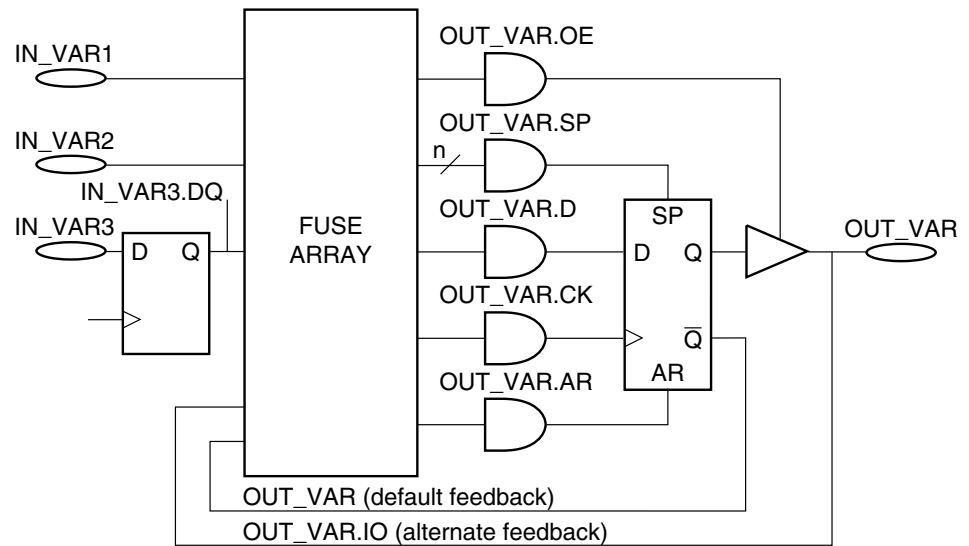 OUT_VAR.OE
IN_VAR1
OUT_VAR.SP
IN_VAR2
n
IN_VAR3.DQ
OUT_VAR.D
IN_VAR3
FUSE
ARRAY
SP
OUT_VAR
D Q
D Q
OUT_VAR.CK
Q
OUT_VAR.AR
AR
OUT_VAR (default feedback)
OUT_VAR.IO (alternate feedback)